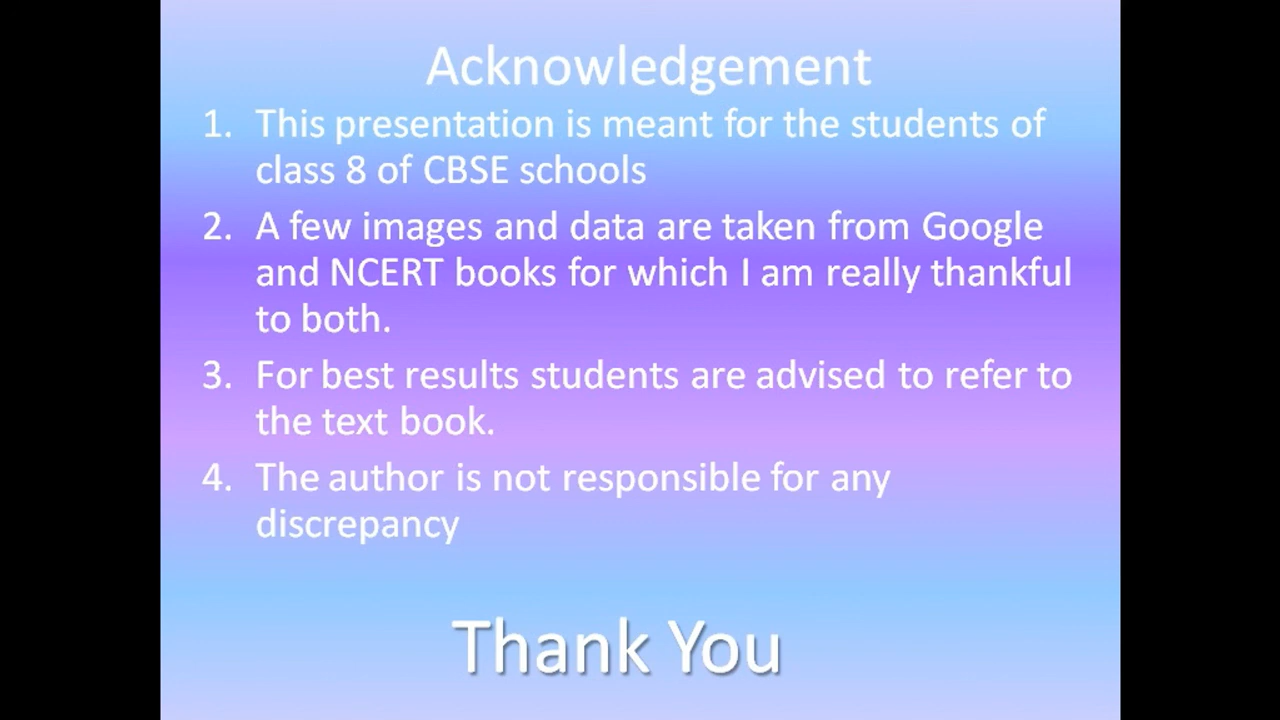 Acknowledgement
1. This presentation is meant for the students of
class 8 of CBSE schools
2. A few images and data are taken from Google
and NCERT books for which I am really thankful
to both.
3. For best results students are advised to refer to
the text book.
4. The author is not responsible for any
discrepancy
Thank You